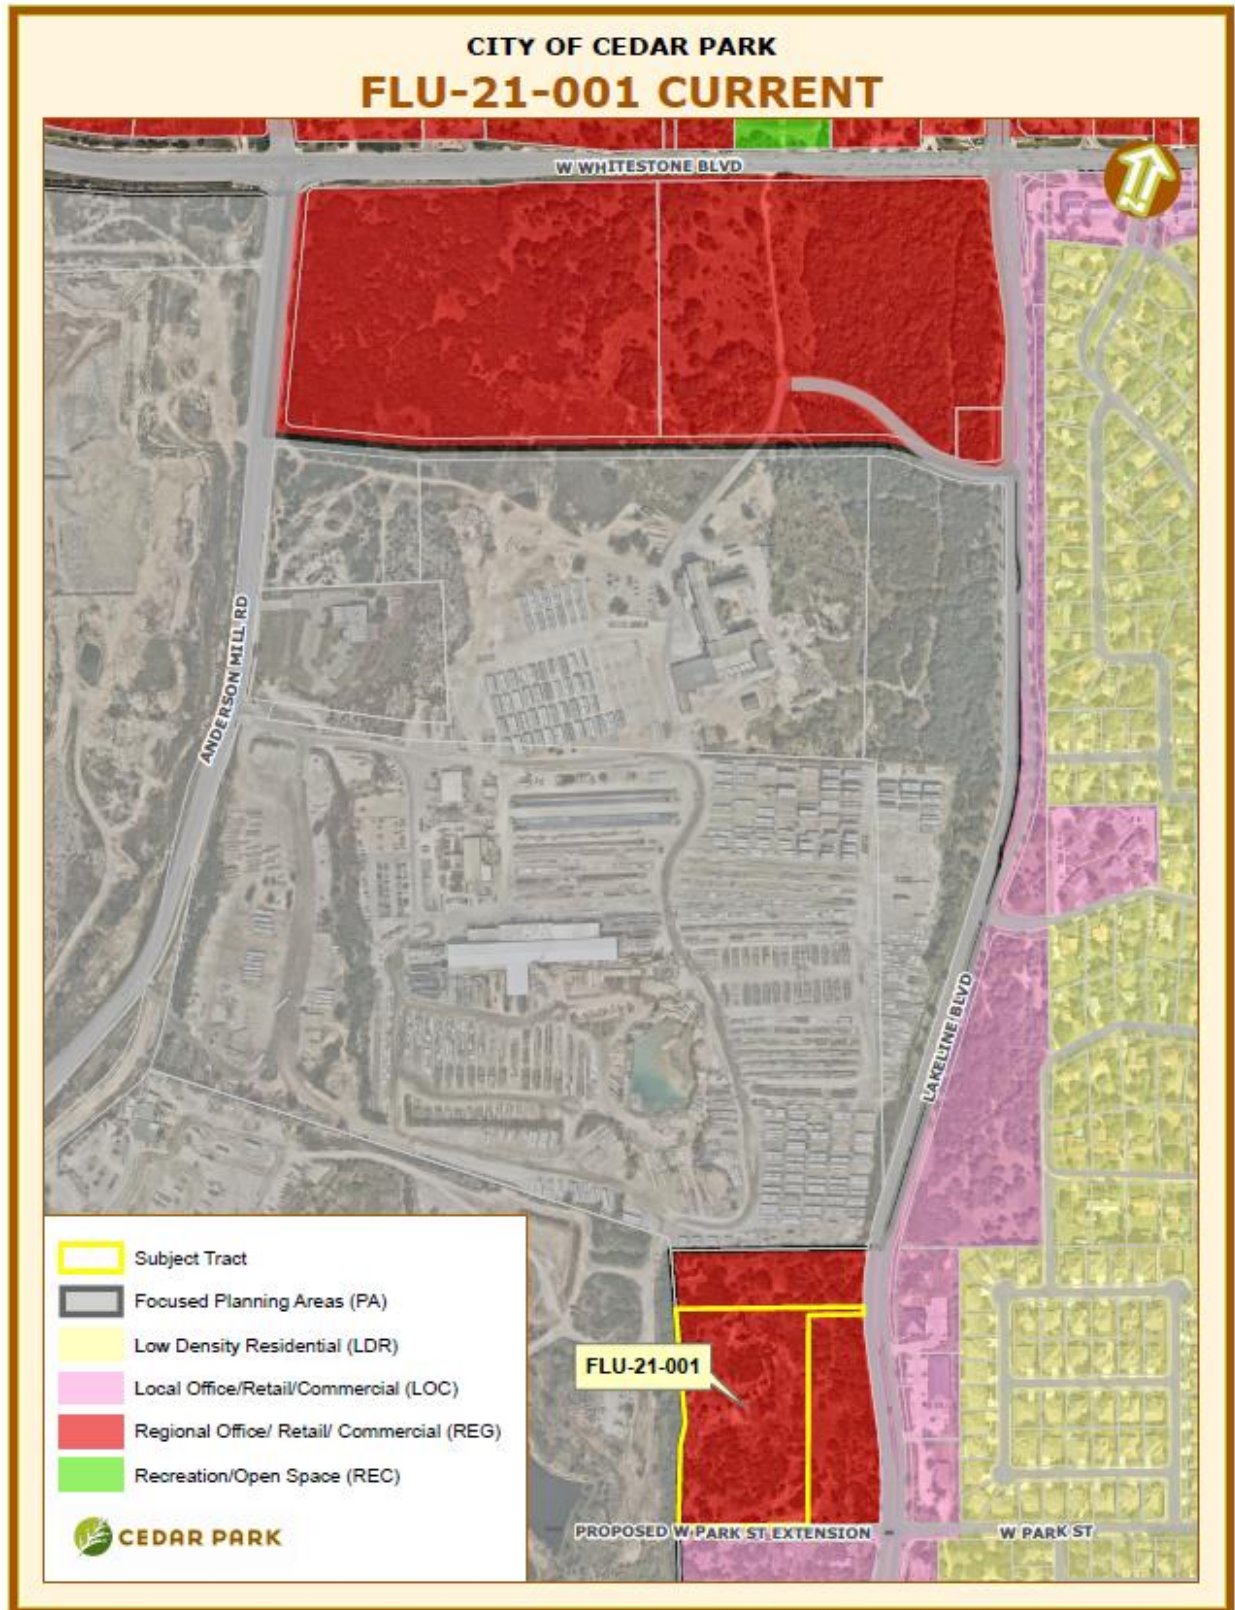 CITY OF CEDAR PARK
FLU-21-001 CURRENT
W WHITESTONE BLVD
N
ANDERSON MILL RD
LAKELINE BLVD
Subject Tract
Focused Planning Areas (PA)
Low Density Residential (LDR)
Local Office/Retail/Commercial (LOC)
Regional Office/ Retail/ Commercial (REG)
Recreation/Open Space (REC)
CEDAR PARK
FLU-21-001
PROPOSED W PARK ST EXTENSION
W PARK ST